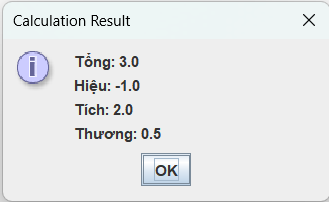 Calculation Result
Tổng: 3.0
Hiệu: -1.0
Tích: 2.0
Thương: 0.5
OK